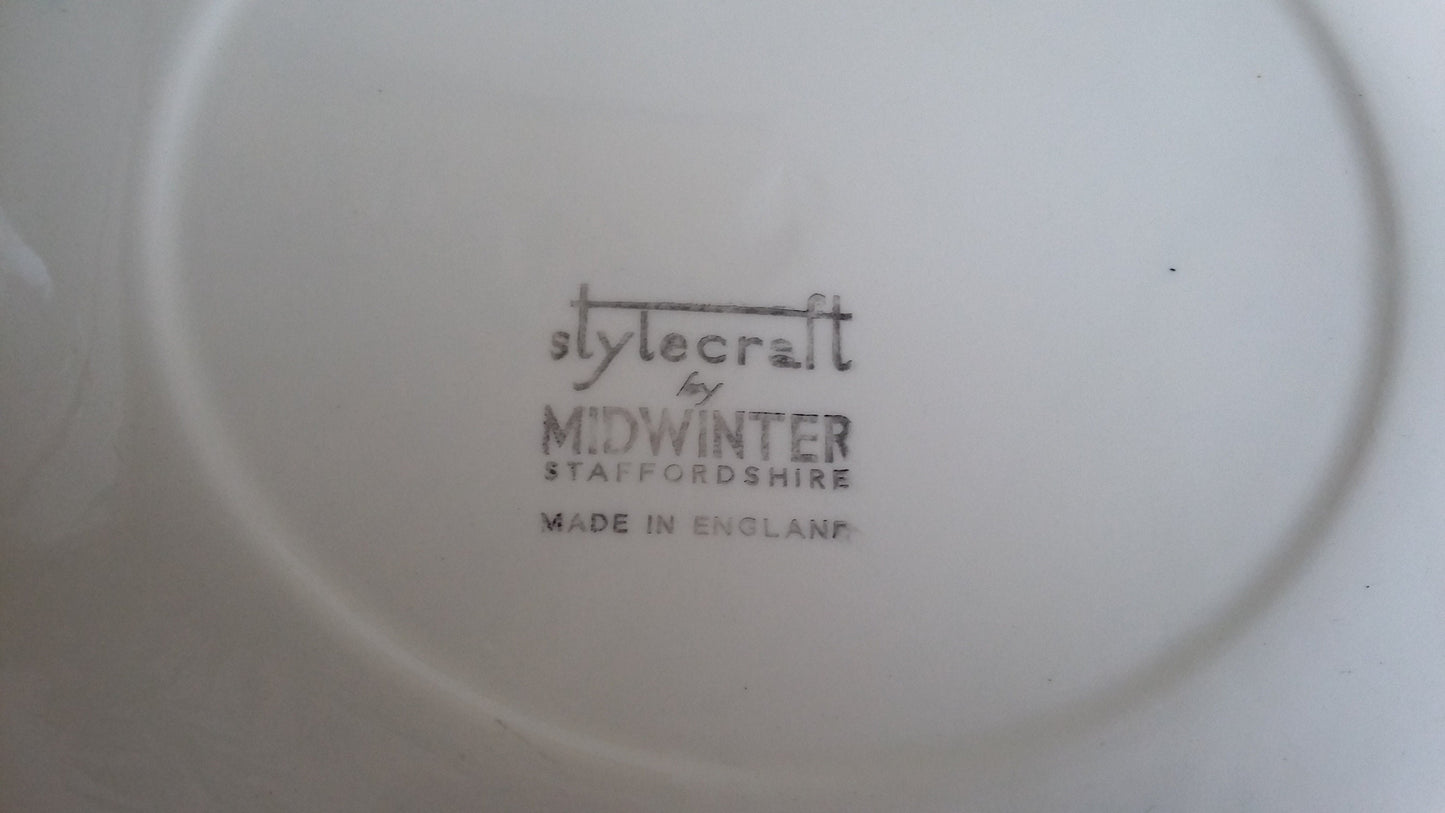 stylecraft
by
MIDWINTER
STAFFORDSHIRE
MADE IN ENGLAND